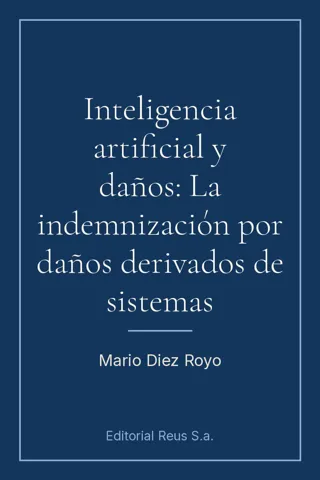 Inteligencia
artificial y
daños: La
indemnización por
daños derivados de
sistemas
Mario Diez Royo
Editorial Reus S.a.